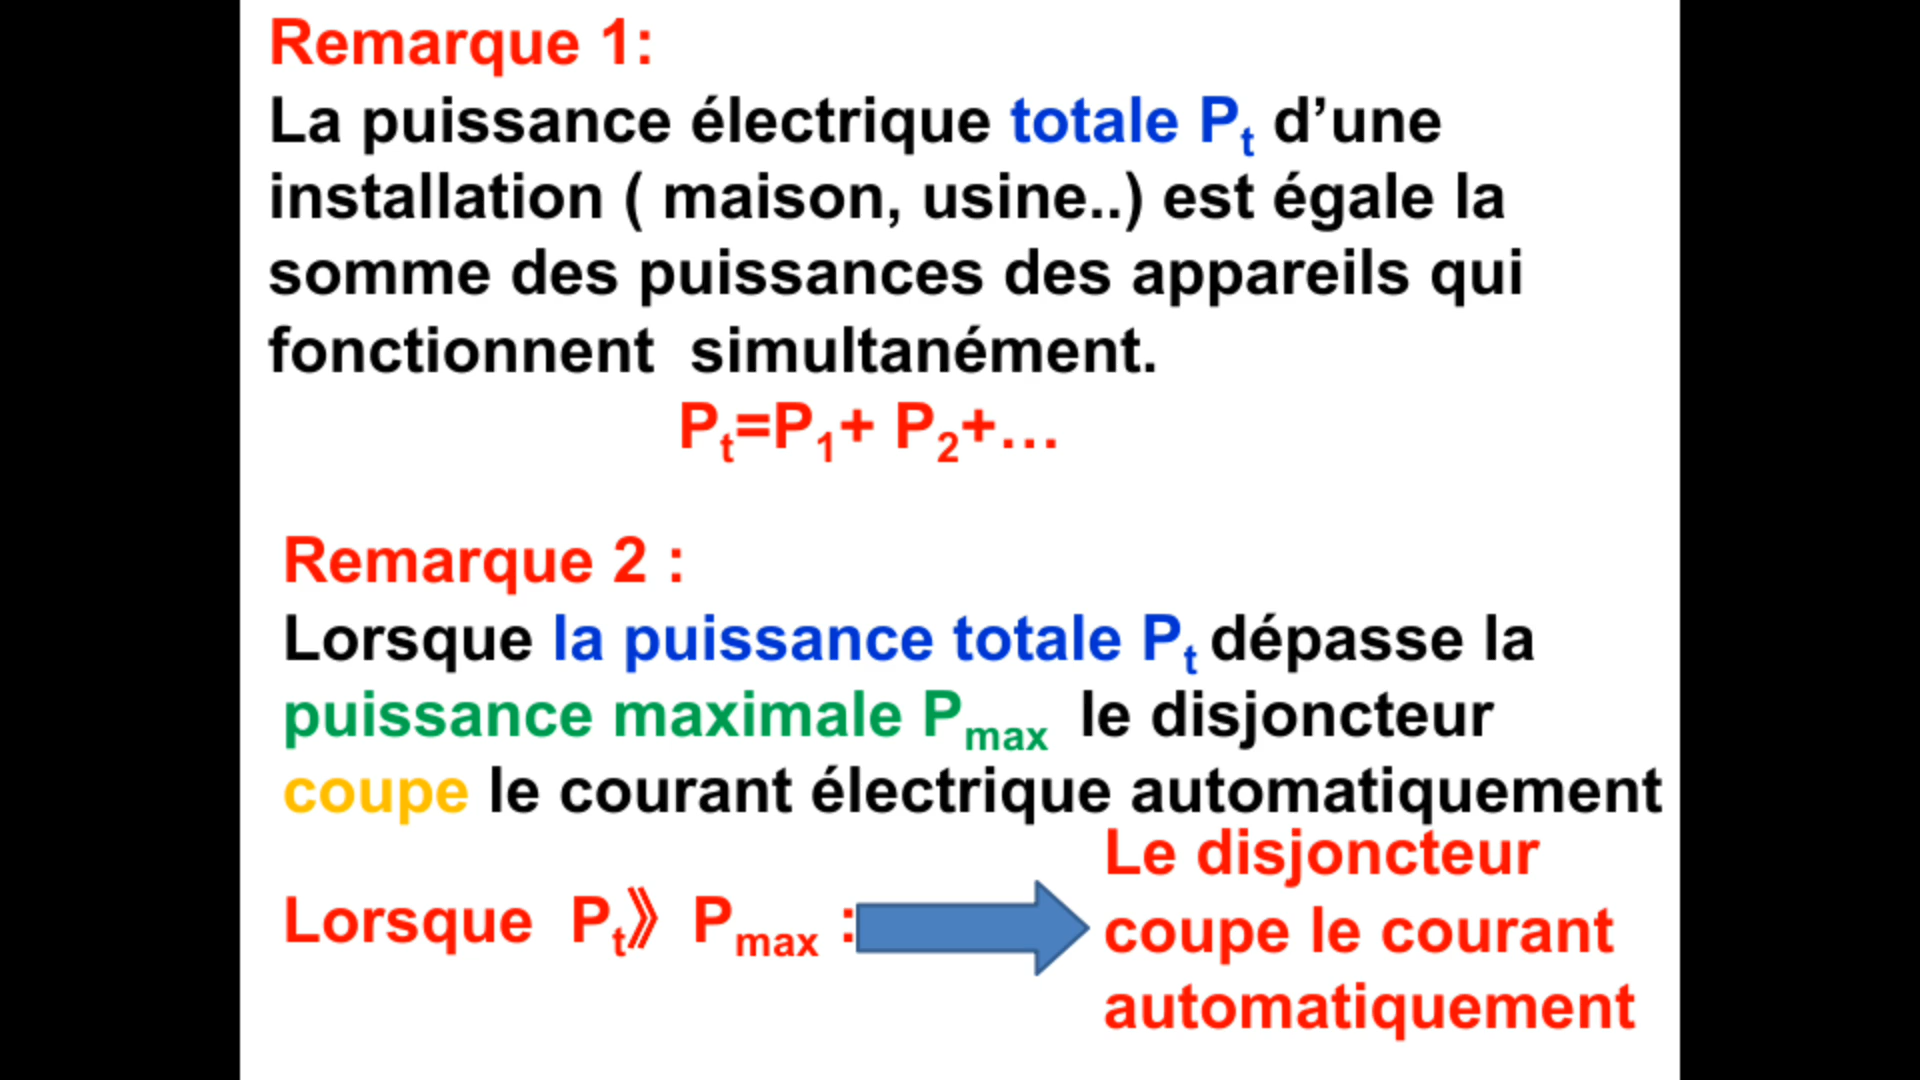 Remarque 1:
La puissance électrique totale Pt d’une
installation ( maison, usine..) est égale la
somme des puissances des appareils qui
fonctionnent simultanément.
Pt=P1+ P2+...
Remarque 2 :
Lorsque la puissance totale Pt dépasse la
puissance maximale Pmax le disjoncteur
coupe le courant électrique automatiquement
Lorsque Pt》 Pmax :
Le disjoncteur
coupe le courant
automatiquement